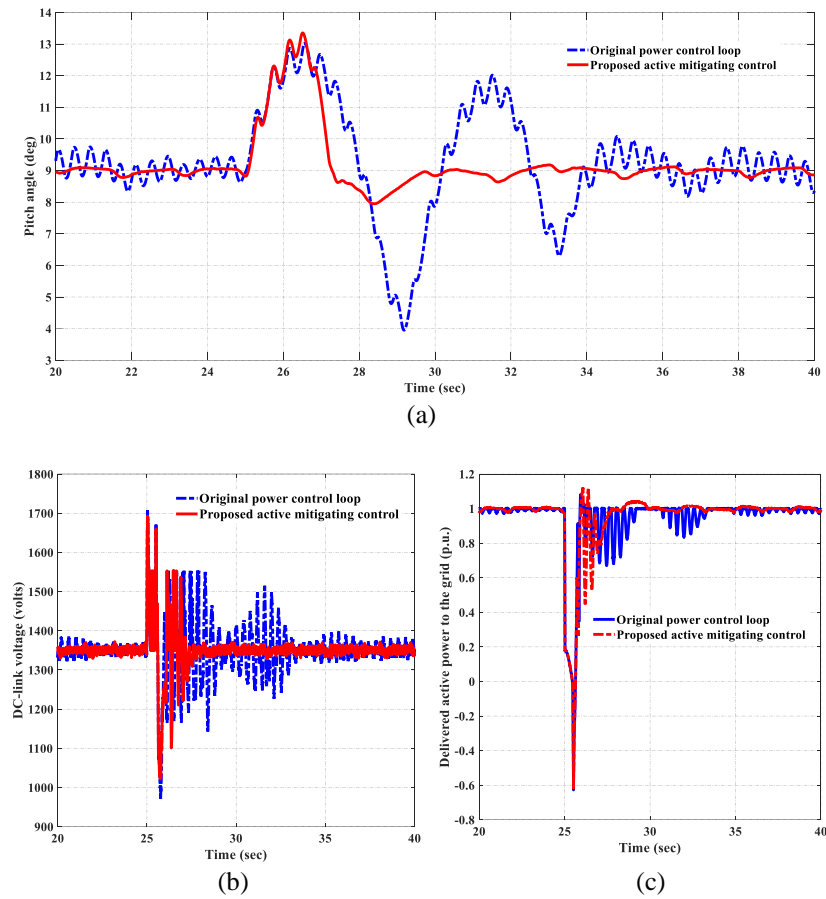 14
13
12
11
10
9
8
7
6
5
4
3
Pitch angle (deg)
Original power control loop
Proposed active mitigating control
20 22 24 26 28 30 32 34 36 38 40
Time (sec)
(a)
1800
1700
1600
1500
1400
1300
1200
1100
1000
900
DC-link voltage (volts)
Original power control loop
Proposed active mitigating control
20 25 30 35 40
Time (sec)
(b)
1.2
1
0.8
0.6
0.4
0.2
0
-0.2
-0.4
-0.6
-0.8
Delivered active power to the grid (p.u.)
Original power control loop
Proposed active mitigating control
20 25 30 35 40
Time (sec)
(c)